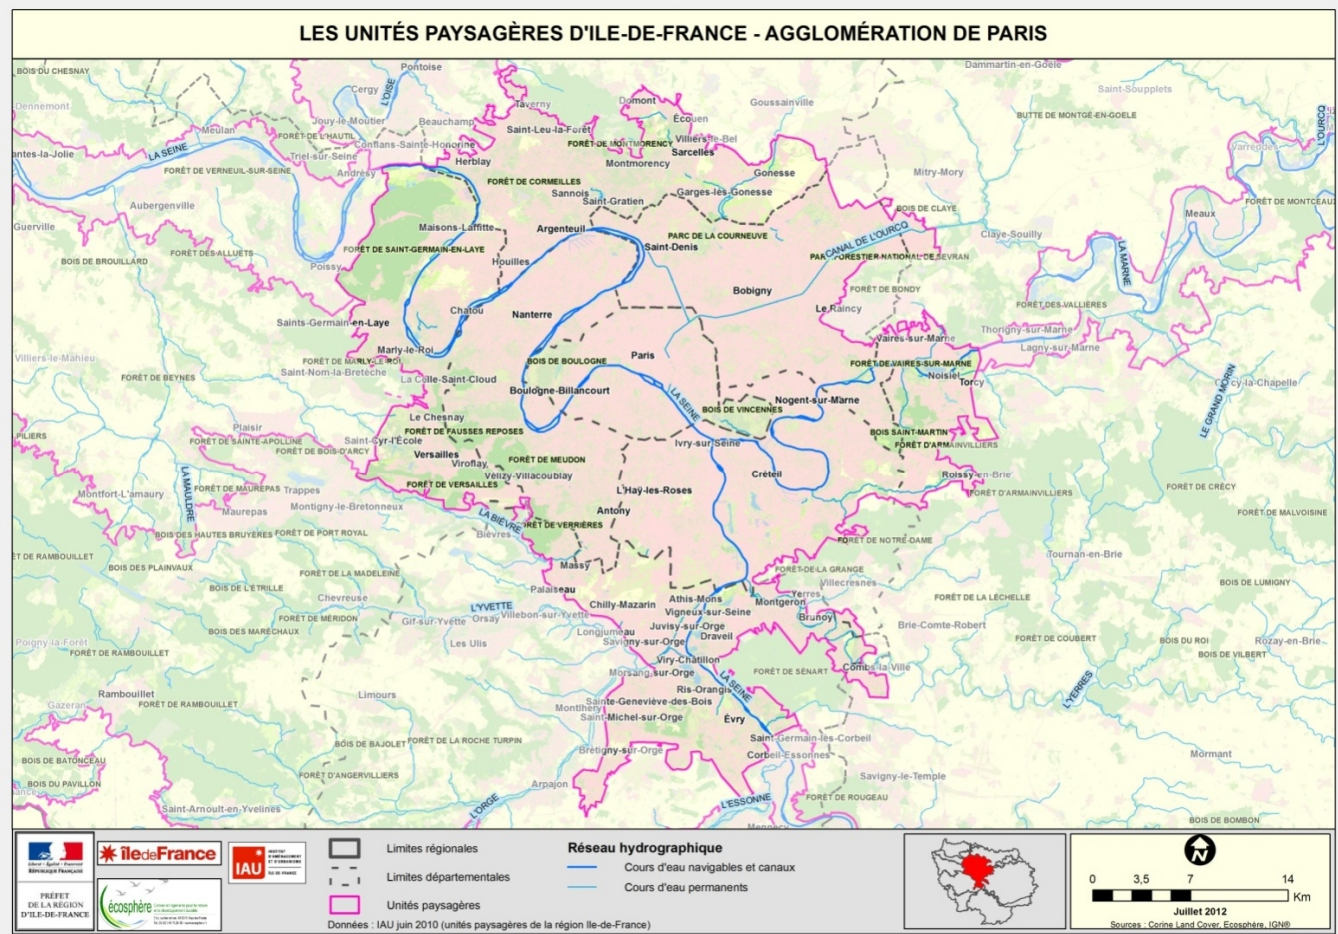 LES UNITÉS PAYSAGÈRES D'ILE-DE-FRANCE - AGGLOMÉRATION DE PARIS
BOIS DU CHESNAY
Pontoise
Dammartin-en-Goële
Cergy
L'OISE
Saint-Soupplets
Dennemont
Taverny
Domont
Goussainville
Jouy-le-Moutier
Beauchamp
Écouen
BUTTE DE MONTGÉ-EN-GOELE
L'OURCQ
Meulan
Saint-Leu-la-Forêt
FORÊT DE L'HAUTIL
Villiers-le-Bel
Conflans-Sainte-Honorine
FORÊT DE MONTMORENCY
Sarcelles
Varreddes
LA SEINE
Triel-sur-Seine
Herblay
Montmorency
FORÊT DE VERNEUIL-SUR-SEINE
Andrésy
Gonesse
Mitry-Mory
FORÊT DE CORMEILLES
Sannois
Garges-lès-Gonesse
Saint-Gratien
Aubergenville
BOIS DE CLAYE
Meaux
Guerville
Maisons-Laffitte
Argenteuil
PARC DE LA COURNEUVE
CANAL DE L'OURCQ
Claye-Souilly
FORÊT DE SAINT-GERMAIN-EN-LAYE
Saint-Denis
LA MARNE
FORÊT DES ALLUETS
BOIS DE BROUILLARD
Houilles
Poissy
Bobigny
FORÊT DE BONDY
FORÊT DES VALLIÈRES
Chatou
Nanterre
Le Raincy
Saints-Germain-en-Laye
Thorigny-sur-Marne
Vaires-sur-Marne
Lagny-sur-Marne
Marly-le-Roi
Paris
Villiers-le-Mahieu
FORÊT DE MARLY-LE-ROI
BOIS DE BOULOGNE
FORÊT DE VAIRES-SUR-MARNE
Saint-Nom-la-Bretèche
FORÊT DE BEYNES
La Celle-Saint-Cloud
Noisiel
Torcy
Boulogne-Billancourt
LA SEINE
Nogent-sur-Marne
LE GRAND MORIN
BOIS DE VINCENNES
Le Chesnay
Plaisir
FORÊT DE FAUSSES REPOSES
BOIS SAINT-MARTIN
PILIERS
FORÊT DE SAINTE-APOLLINE
Saint-Cyr-l'École
Ivry-sur-Seine
FORÊT D'ARMAINVILLIERS
FORÊT DE BOIS-D'ARCY
Versailles
Viroflay
FORÊT DE MEUDON
Vélizy-Villacoublay
Créteil
Roissy-en-Brie
LA MAULDRE
FORÊT DE MAUREPAS
Trappes
FORÊT DE VERSAILLES
L'Haÿ-les-Roses
FORÊT D'ARMAINVILLIERS
FORÊT DE CRÉCY
Montfort-L'amaury
Montigny-le-Bretonneux
Maurepas
LA BIÈVRE
Antony
FORÊT DE MALVOISINE
BOIS DES HAUTES BRUYÈRES
FORÊT DE PORT ROYAL
Bièvres
FORÊT DE VERRIÈRES
FORÊT DE NOTRE-DAME
Tournan-en-Brie
BOIS DES PLAINVAUX
FORÊT DE LA MADELEINE
Massy
FORÊT-DE-LA GRANGE
Villecresnes
BOIS DE LUMIGNY
BOIS DE L'ÉTRILLE
Palaiseau
Chevreuse
L'YVETTE
Chilly-Mazarin
Athis-Mons
Montgeron
Yerres
FORÊT DE LA LÉCHELLE
FORÊT DE MÉRIDON
Villebon-sur-Yvette
Vigneux-sur-Seine
Gif-sur-Yvette
Orsay
Juvisy-sur-Orge
Brunoy
Brie-Comte-Robert
BOIS DES MARÉCHAUX
Longjumeau
Draveil
FORÊT DE COUBERT
BOIS DU ROI
Poigny-la-Forêt
Les Ulis
Savigny-sur-Orge
Rozay-en-Brie
FORÊT DE RAMBOUILLET
Viry-Châtillon
BOIS DE VILBERT
Morsang-sur-Orge
FORÊT DE SÉNART
Combs-la-Ville
Rambouillet
Limours
Ris-Orangis
LA SEINE
L'YERRES
Gazeran
FORÊT DE RAMBOUILLET
Sainte-Geneviève-des-Bois
Montlhéry
Saint-Michel-sur-Orge
Évry
BOIS DE BAJOLET
FORÊT DE LA ROCHE TURPIN
Saint-Germain-lès-Corbeil
Brétigny-sur-Orge
Corbeil-Essonnes
Mormant
BOIS DE BATONCEAU
FORÊT D'ANGERVILLIERS
Arpajon
Savigny-le-Temple
BOIS DU PAVILLON
Saint-Arnoult-en-Yvelines
L'ORGE
L'ESSONNE
FORÊT DE ROUGEAU
BOIS DE BOMBON
Liberté • Égalité • Fraternité
RÉPUBLIQUE FRANÇAISE
PRÉFET
DE LA RÉGION
D'ILE-DE-FRANCE
îledeFrance
écosphère
IAU
ÎLE-DE-FRANCE
Limites régionales
Limites départementales
Unités paysagères
Données : IAU juin 2010 (unités paysagères de la région Ile-de-France)
Réseau hydrographique
Cours d'eau navigables et canaux
Cours d'eau permanents
N
0 3,5 7 14
Km
Juillet 2012
Sources : Corine Land Cover, Ecosphère, IGN®